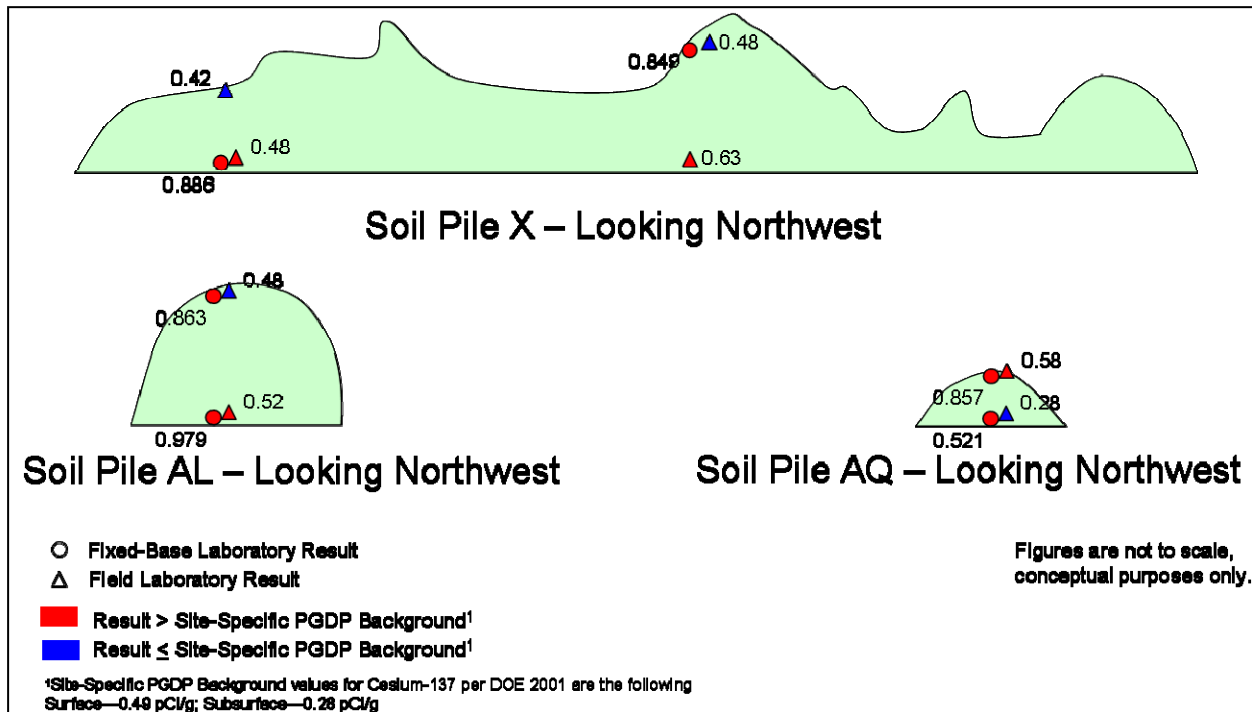 0.42
0.48
0.48
0.63
Soil Pile X – Looking Northwest
0.48
0.863
0.52
0.979
Soil Pile AL – Looking Northwest
0.58
0.857
0.28
0.521
Soil Pile AQ – Looking Northwest
Fixed-Base Laboratory Result
Field Laboratory Result
Figures are not to scale,
conceptual purposes only.
Result > Site-Specific PGDP Background¹
Result ≤ Site-Specific PGDP Background¹
¹Site-Specific PGDP Background values for Cesium-137 per DOE 2001 are the following
Surface—0.49 pCi/g; Subsurface—0.28 pCi/g